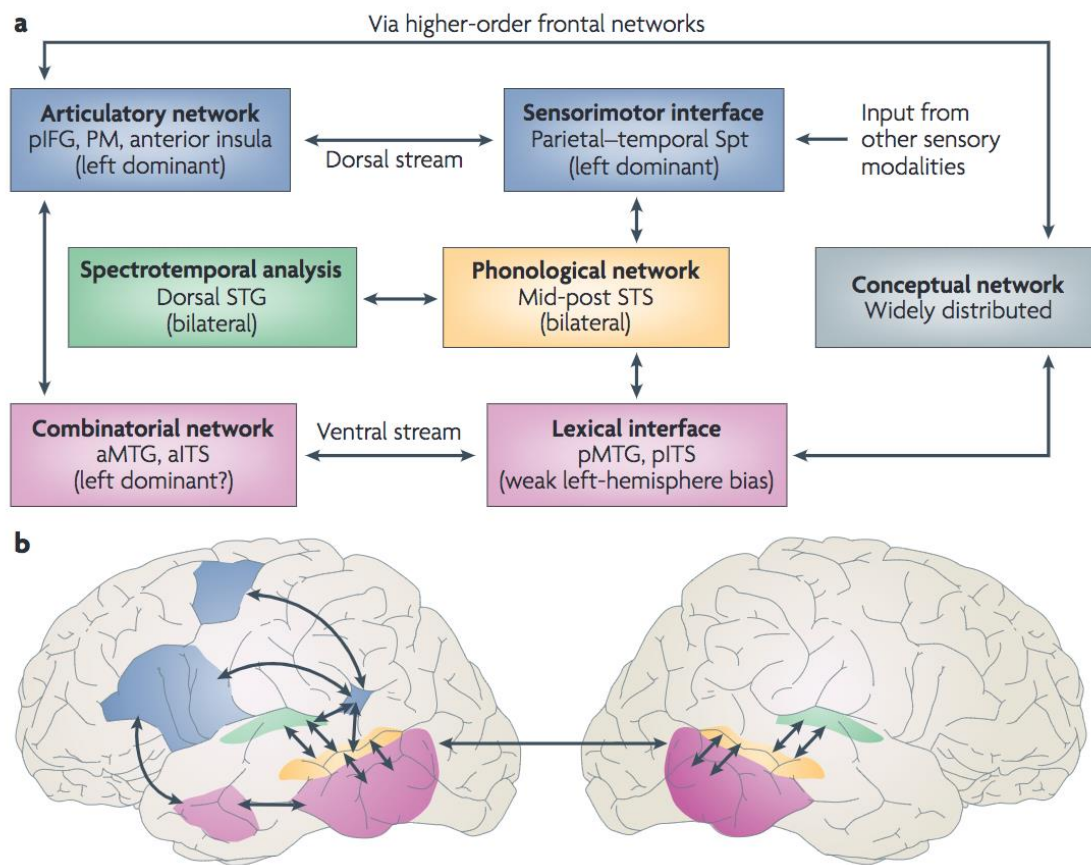 a
Via higher-order frontal networks
Articulatory network
pIFG, PM, anterior insula
(left dominant)
Dorsal stream
Sensorimotor interface
Parietal–temporal Spt
(left dominant)
Input from
other sensory
modalities
Spectrotemporal analysis
Dorsal STG
(bilateral)
Phonological network
Mid-post STS
(bilateral)
Conceptual network
Widely distributed
Combinatorial network
aMTG, aITS
(left dominant?)
Ventral stream
Lexical interface
pMTG, pITS
(weak left-hemisphere bias)
b